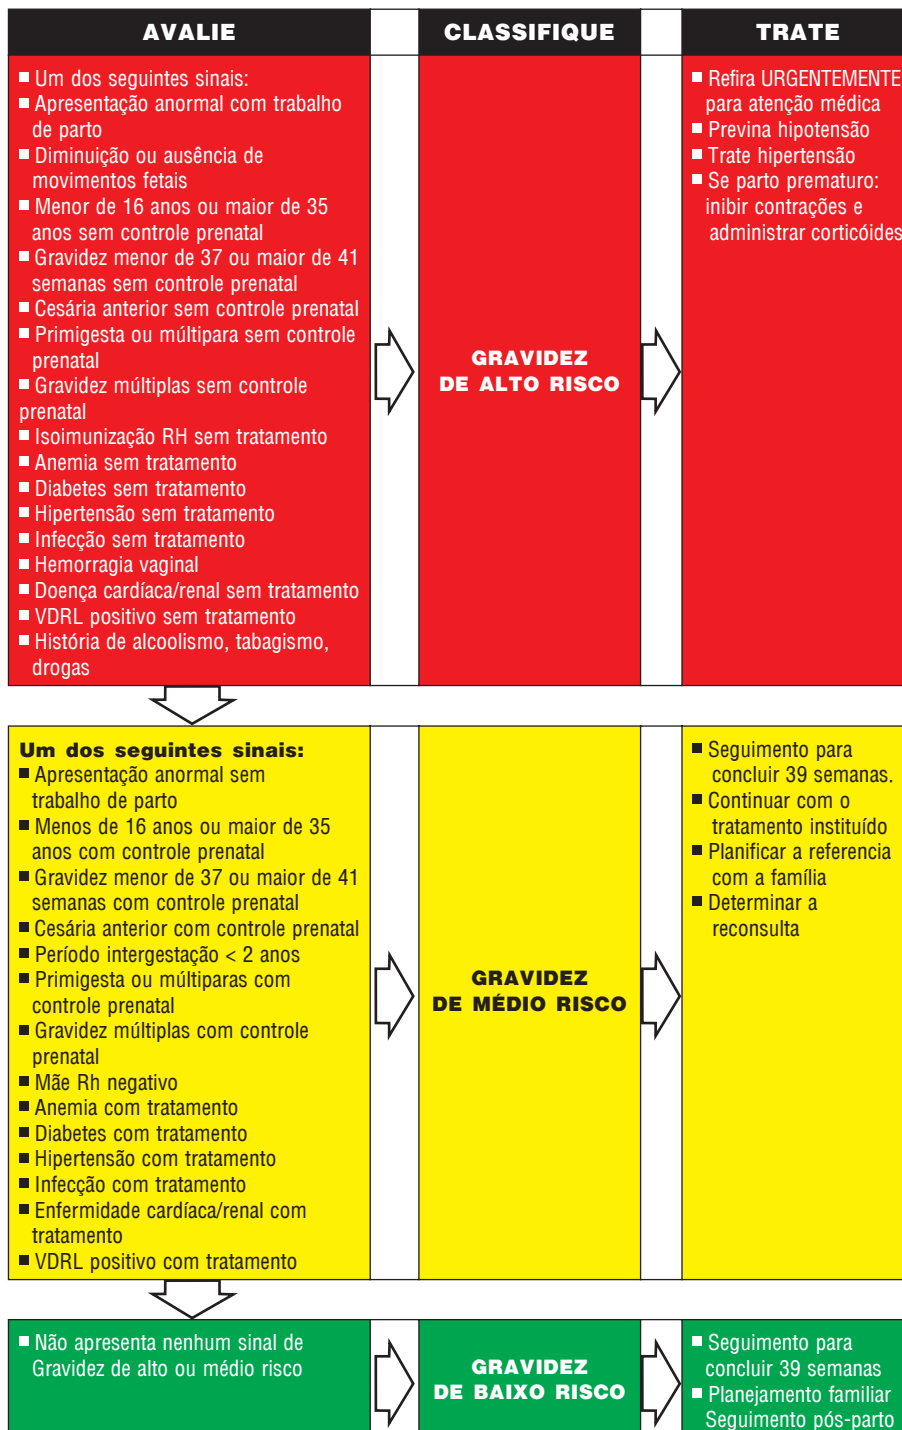 AVALIE
CLASSIFIQUE
TRATE
■ Um dos seguintes sinais:
■ Apresentação anormal com trabalho
de parto
■ Diminuição ou ausência de
movimentos fetais
■ Menor de 16 anos ou maior de 35
anos sem controle prenatal
■ Gravidez menor de 37 ou maior de 41
semanas sem controle prenatal
■ Cesária anterior sem controle prenatal
■ Primigesta ou múltipara sem controle
prenatal
■ Gravidez múltiplas sem controle
prenatal
■ Isoimunização RH sem tratamento
■ Anemia sem tratamento
■ Diabetes sem tratamento
■ Hipertensão sem tratamento
■ Infecção sem tratamento
■ Hemorragia vaginal
■ Doença cardíaca/renal sem tratamento
■ VDRL positivo sem tratamento
■ História de alcoolismo, tabagismo,
drogas
GRAVIDEZ
DE ALTO RISCO
■ Refira URGENTEMENTE
para atenção médica
■ Previna hipotensão
■ Trate hipertensão
■ Se parto prematuro:
inibir contrações e
administrar corticóides
Um dos seguintes sinais:
■ Apresentação anormal sem
trabalho de parto
■ Menos de 16 anos ou maior de 35
anos com controle prenatal
■ Gravidez menor de 37 ou maior de 41
semanas com controle prenatal
■ Cesária anterior com controle prenatal
■ Período intergestação < 2 anos
■ Primigesta ou múltiparas com
controle prenatal
■ Gravidez múltiplas com controle
prenatal
■ Mãe Rh negativo
■ Anemia com tratamento
■ Diabetes com tratamento
■ Hipertensão com tratamento
■ Infecção com tratamento
■ Enfermidade cardíaca/renal com
tratamento
■ VDRL positivo com tratamento
GRAVIDEZ
DE MÉDIO RISCO
■ Seguimento para
concluir 39 semanas.
■ Continuar com o
tratamento instituído
■ Planificar a referencia
com a família
■ Determinar a
reconsulta
■ Não apresenta nenhum sinal de
Gravidez de alto ou médio risco
GRAVIDEZ
DE BAIXO RISCO
■ Seguimento para
concluir 39 semanas
■ Planejamento familiar
Seguimento pós-parto